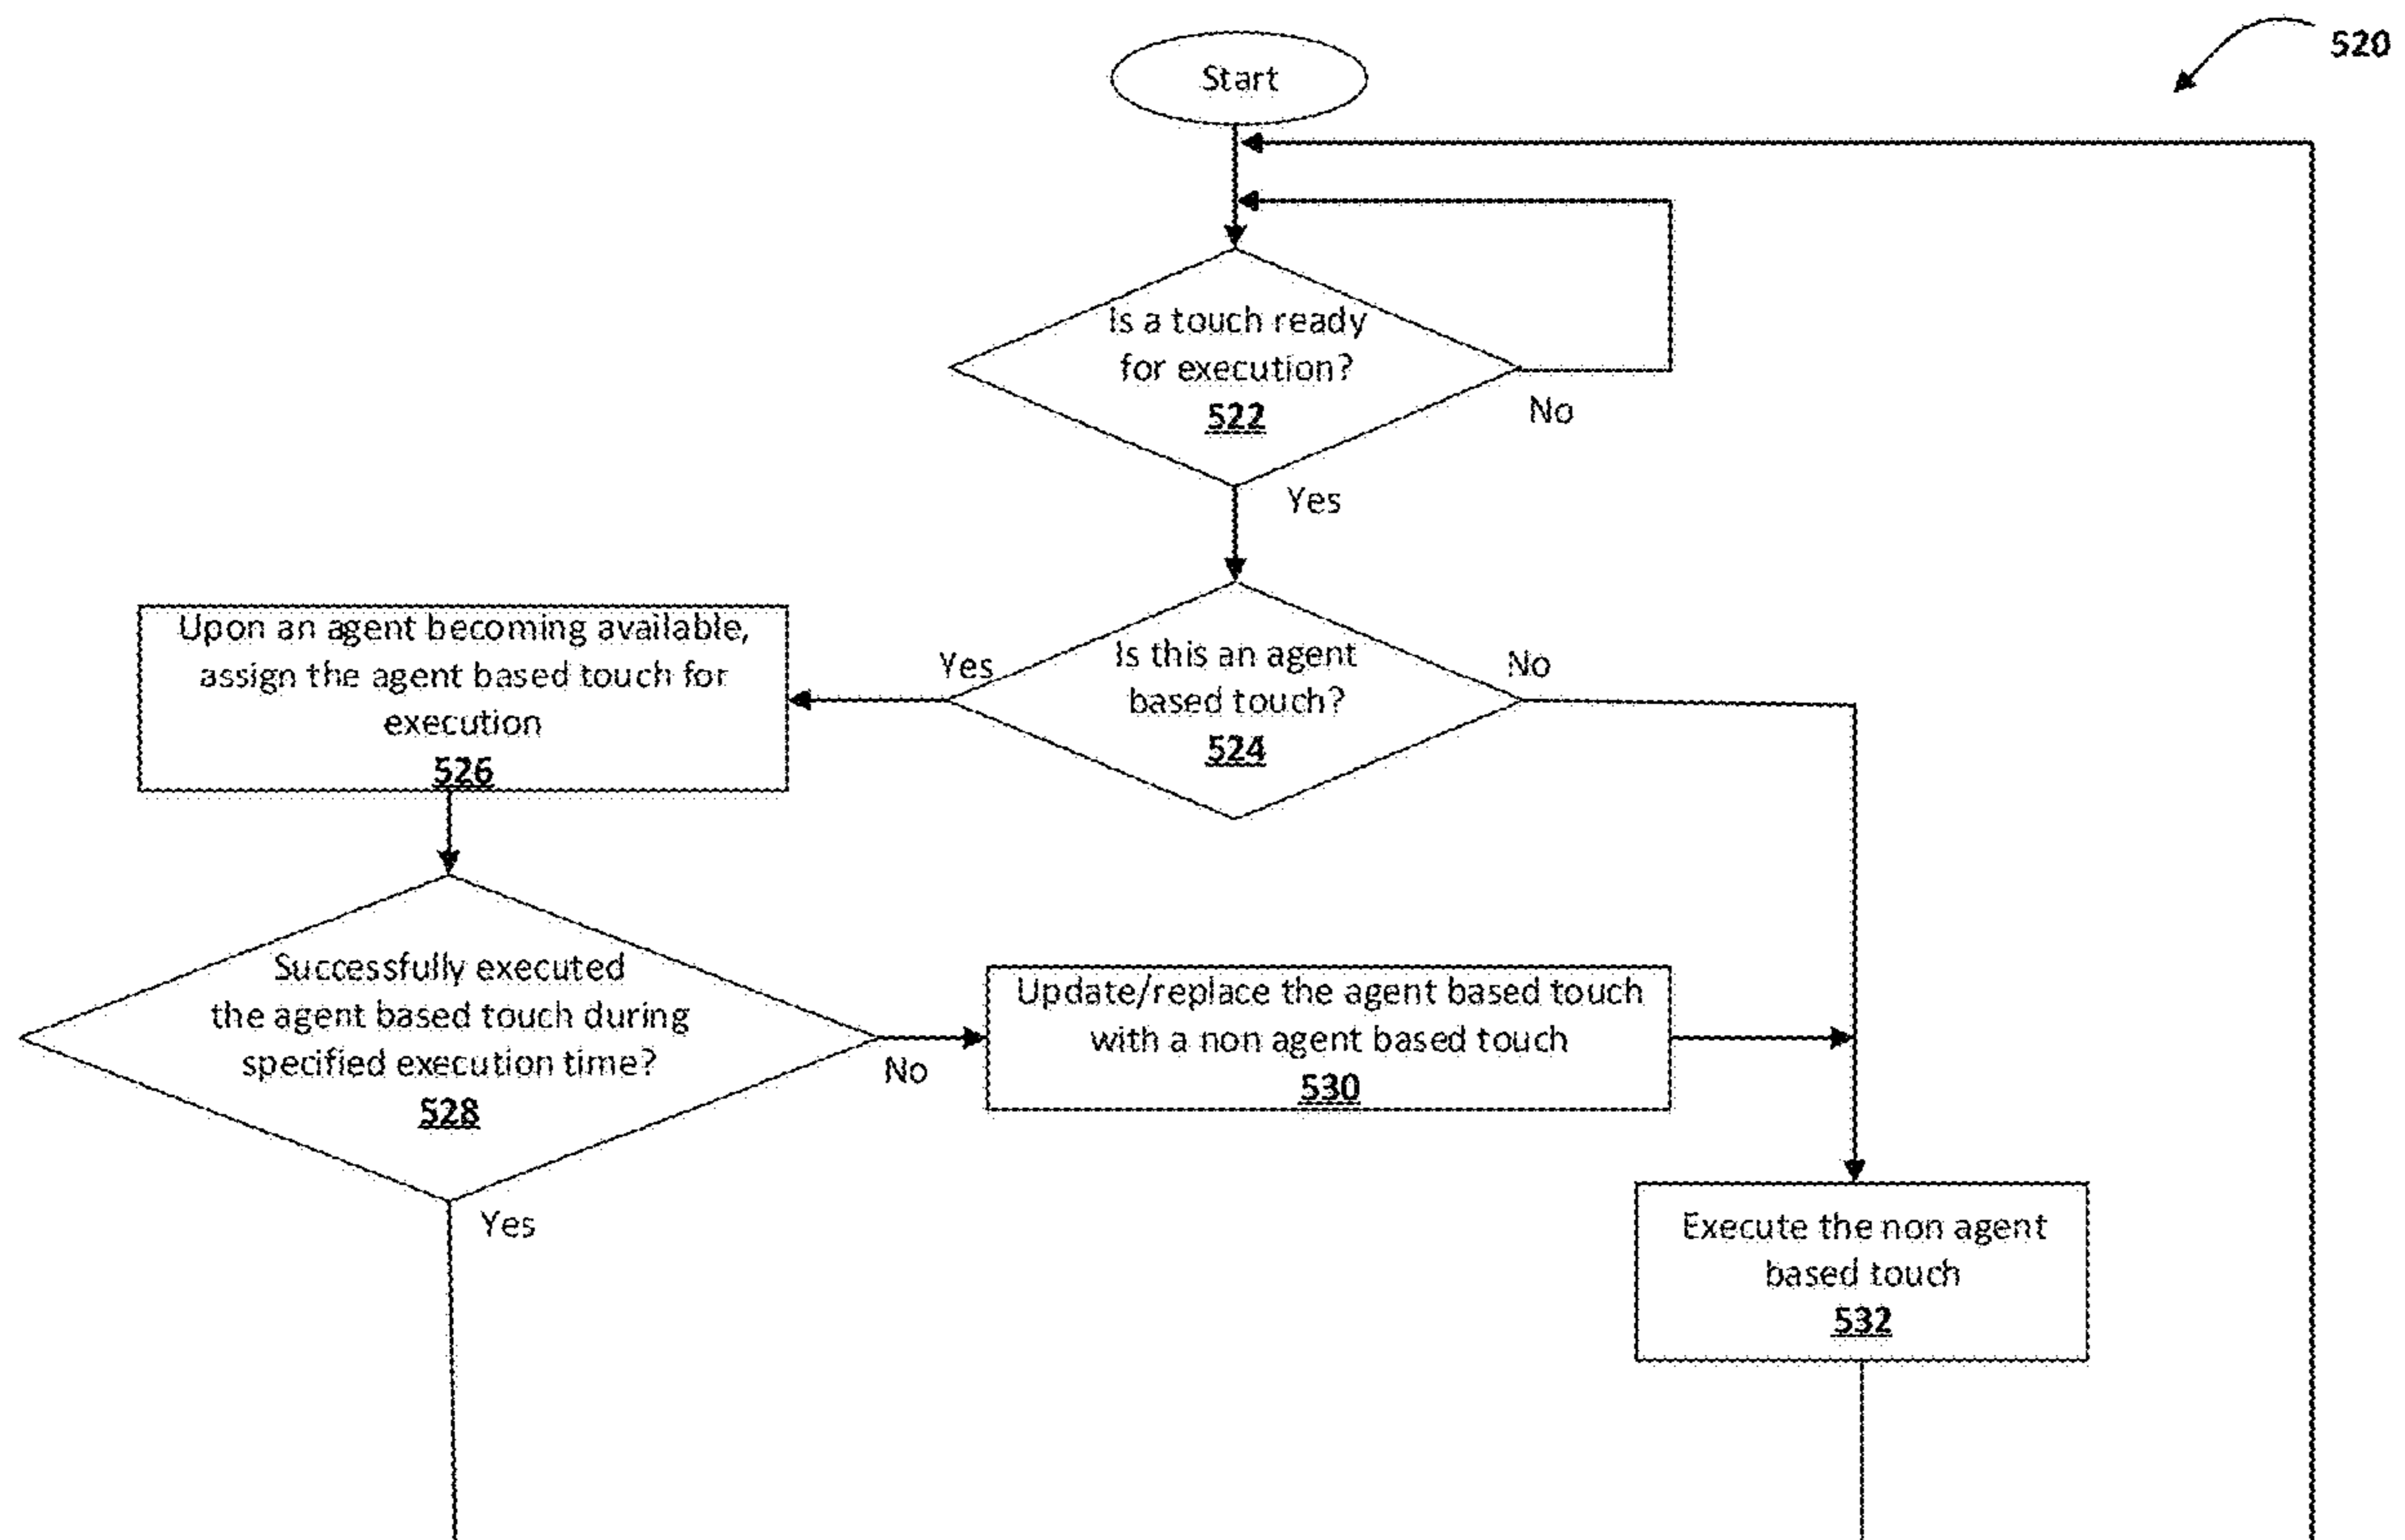 520
Start
Is a touch ready
for execution?
522
No
Yes
Upon an agent becoming available,
assign the agent based touch for
execution
526
Yes
Is this an agent
based touch?
524
No
Successfully executed
the agent based touch during
specified execution time?
528
No
Yes
Update/replace the agent based touch
with a non agent based touch
530
Execute the non agent
based touch
532